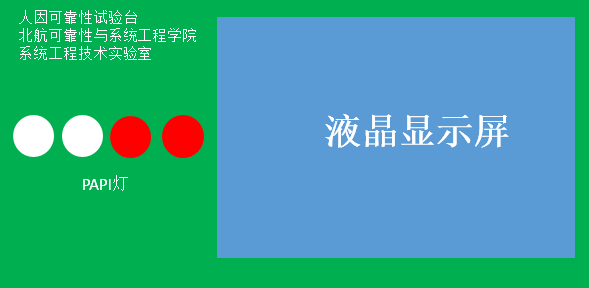 人因可靠性试验台
北航可靠性与系统工程学院
系统工程技术实验室
液晶显示屏
PAPI灯